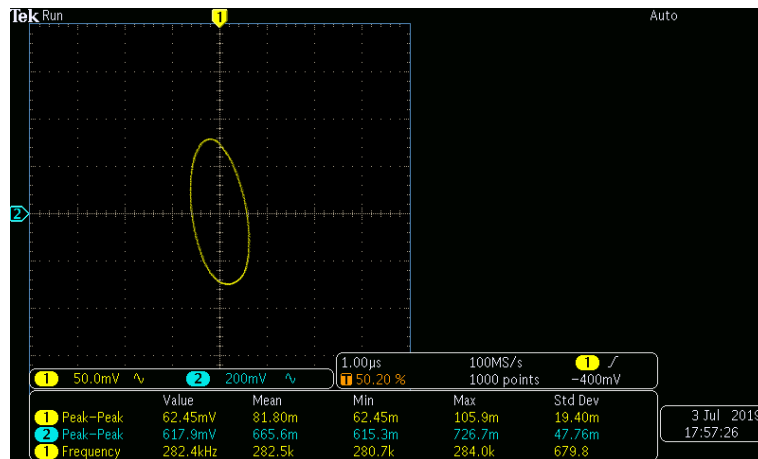 Tek Run 1 Auto
2
1 50.0mV 2 200mV
1.00µs 100MS/s 1
T 50.20 % 1000 points −400mV
Value Mean Min Max Std Dev
1 Peak−Peak 62.45mV 81.80m 62.45m 105.9m 19.40m
2 Peak−Peak 617.9mV 665.6m 615.3m 726.7m 47.76m
1 Frequency 282.4kHz 282.5k 280.7k 284.0k 679.8
3 Jul 2019
17:57:26